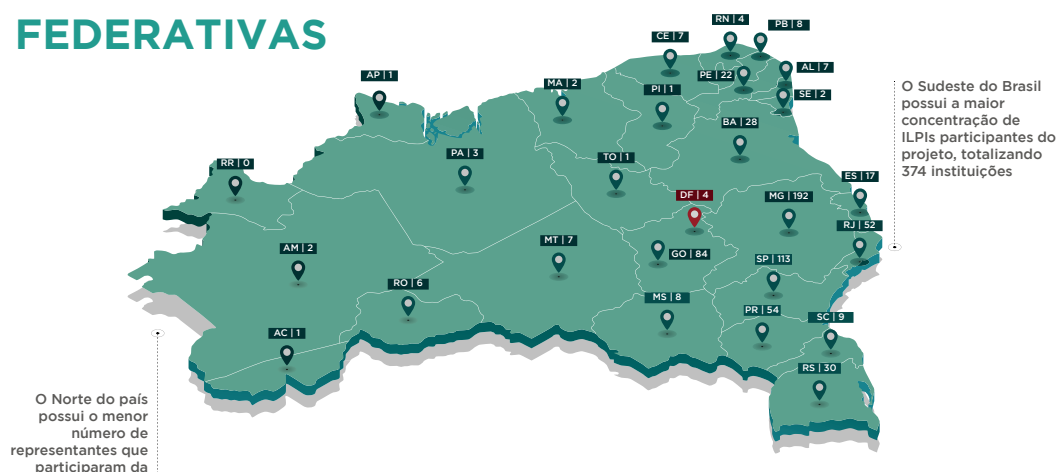 FEDERATIVAS
RN | 4
PB | 8
CE | 7
AL | 7
PE | 22
AP | 1
MA | 2
PI | 1
SE | 2
BA | 28
O Sudeste do Brasil
possui a maior
concentração de
ILPIs participantes do
projeto, totalizando
374 instituições
PA | 3
TO | 1
RR | 0
ES | 17
DF | 4
MG | 192
RJ | 52
AM | 2
MT | 7
GO | 84
SP | 113
RO | 6
MS | 8
PR | 54
SC | 9
AC | 1
RS | 30
O Norte do país
possui o menor
número de
representantes que
participaram da